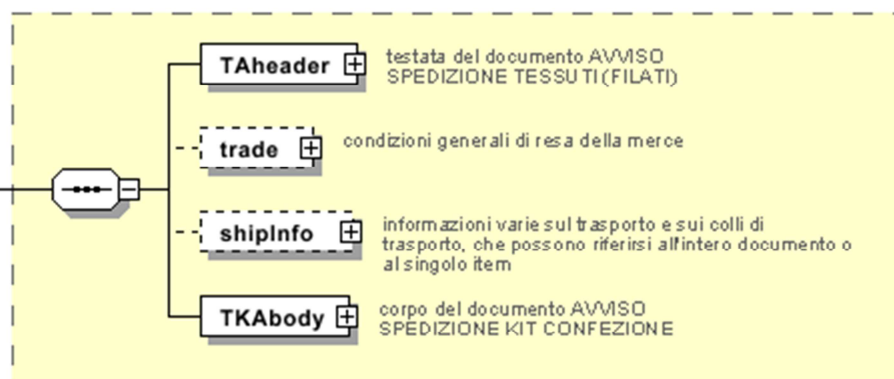 TAheader
testata del documento AVVISO
SPEDIZIONE TESSUTI (FILATI)
trade
condizioni generali di resa della merce
shipInfo
informazioni varie sul trasporto e sui colli di
trasporto, che possono riferirsi all'intero documento o
al singolo item
TKAbody
corpo del documento AVVISO
SPEDIZIONE KIT CONFEZIONE